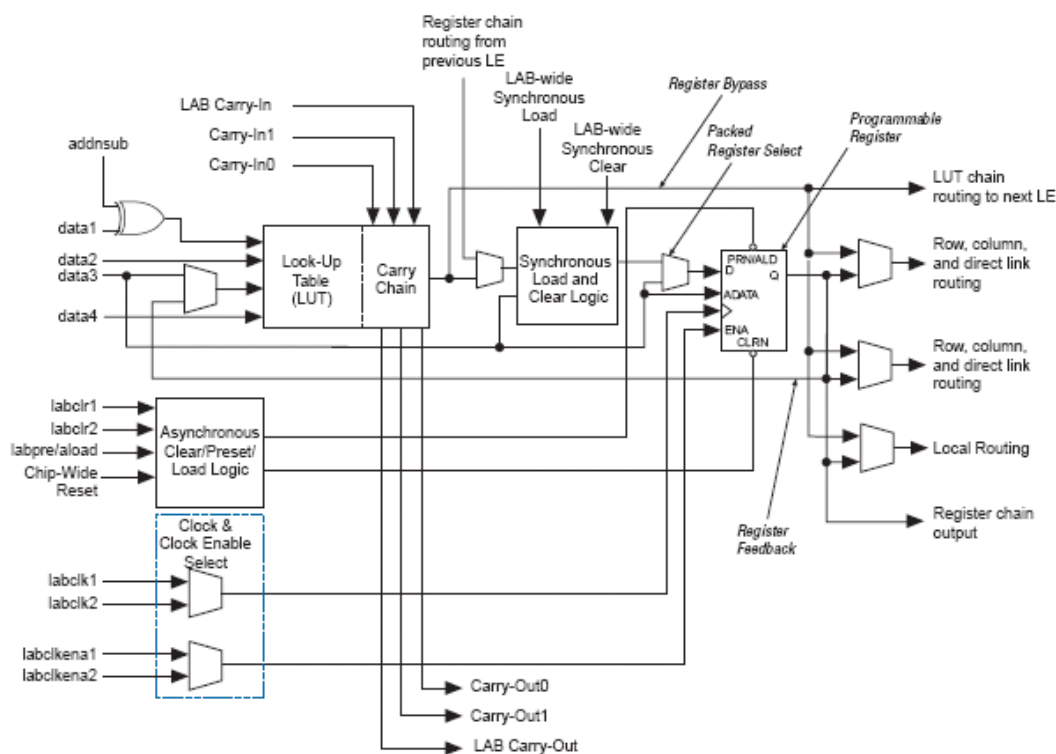 Register chain
routing from
previous LE
LAB-wide
Synchronous
Load
Register Bypass
Programmable
Register
LAB Carry-In
LAB-wide
Synchronous
Clear
Packed
Register Select
addnsub
Carry-In1
Carry-In0
LUT chain
routing to next LE
data1
data2
data3
data4
Look-Up
Table
(LUT)
Carry
Chain
Synchronous
Load and
Clear Logic
PRN/ALD
D
Q
ADATA
ENA
CLRN
Row, column,
and direct link
routing
Row, column,
and direct link
routing
labclr1
labclr2
labpre/aload
Chip-Wide
Reset
Asynchronous
Clear/Preset/
Load Logic
Local Routing
Register
Feedback
Register chain
output
Clock &
Clock Enable
Select
labclk1
labclk2
labclkena1
labclkena2
Carry-Out0
Carry-Out1
LAB Carry-Out